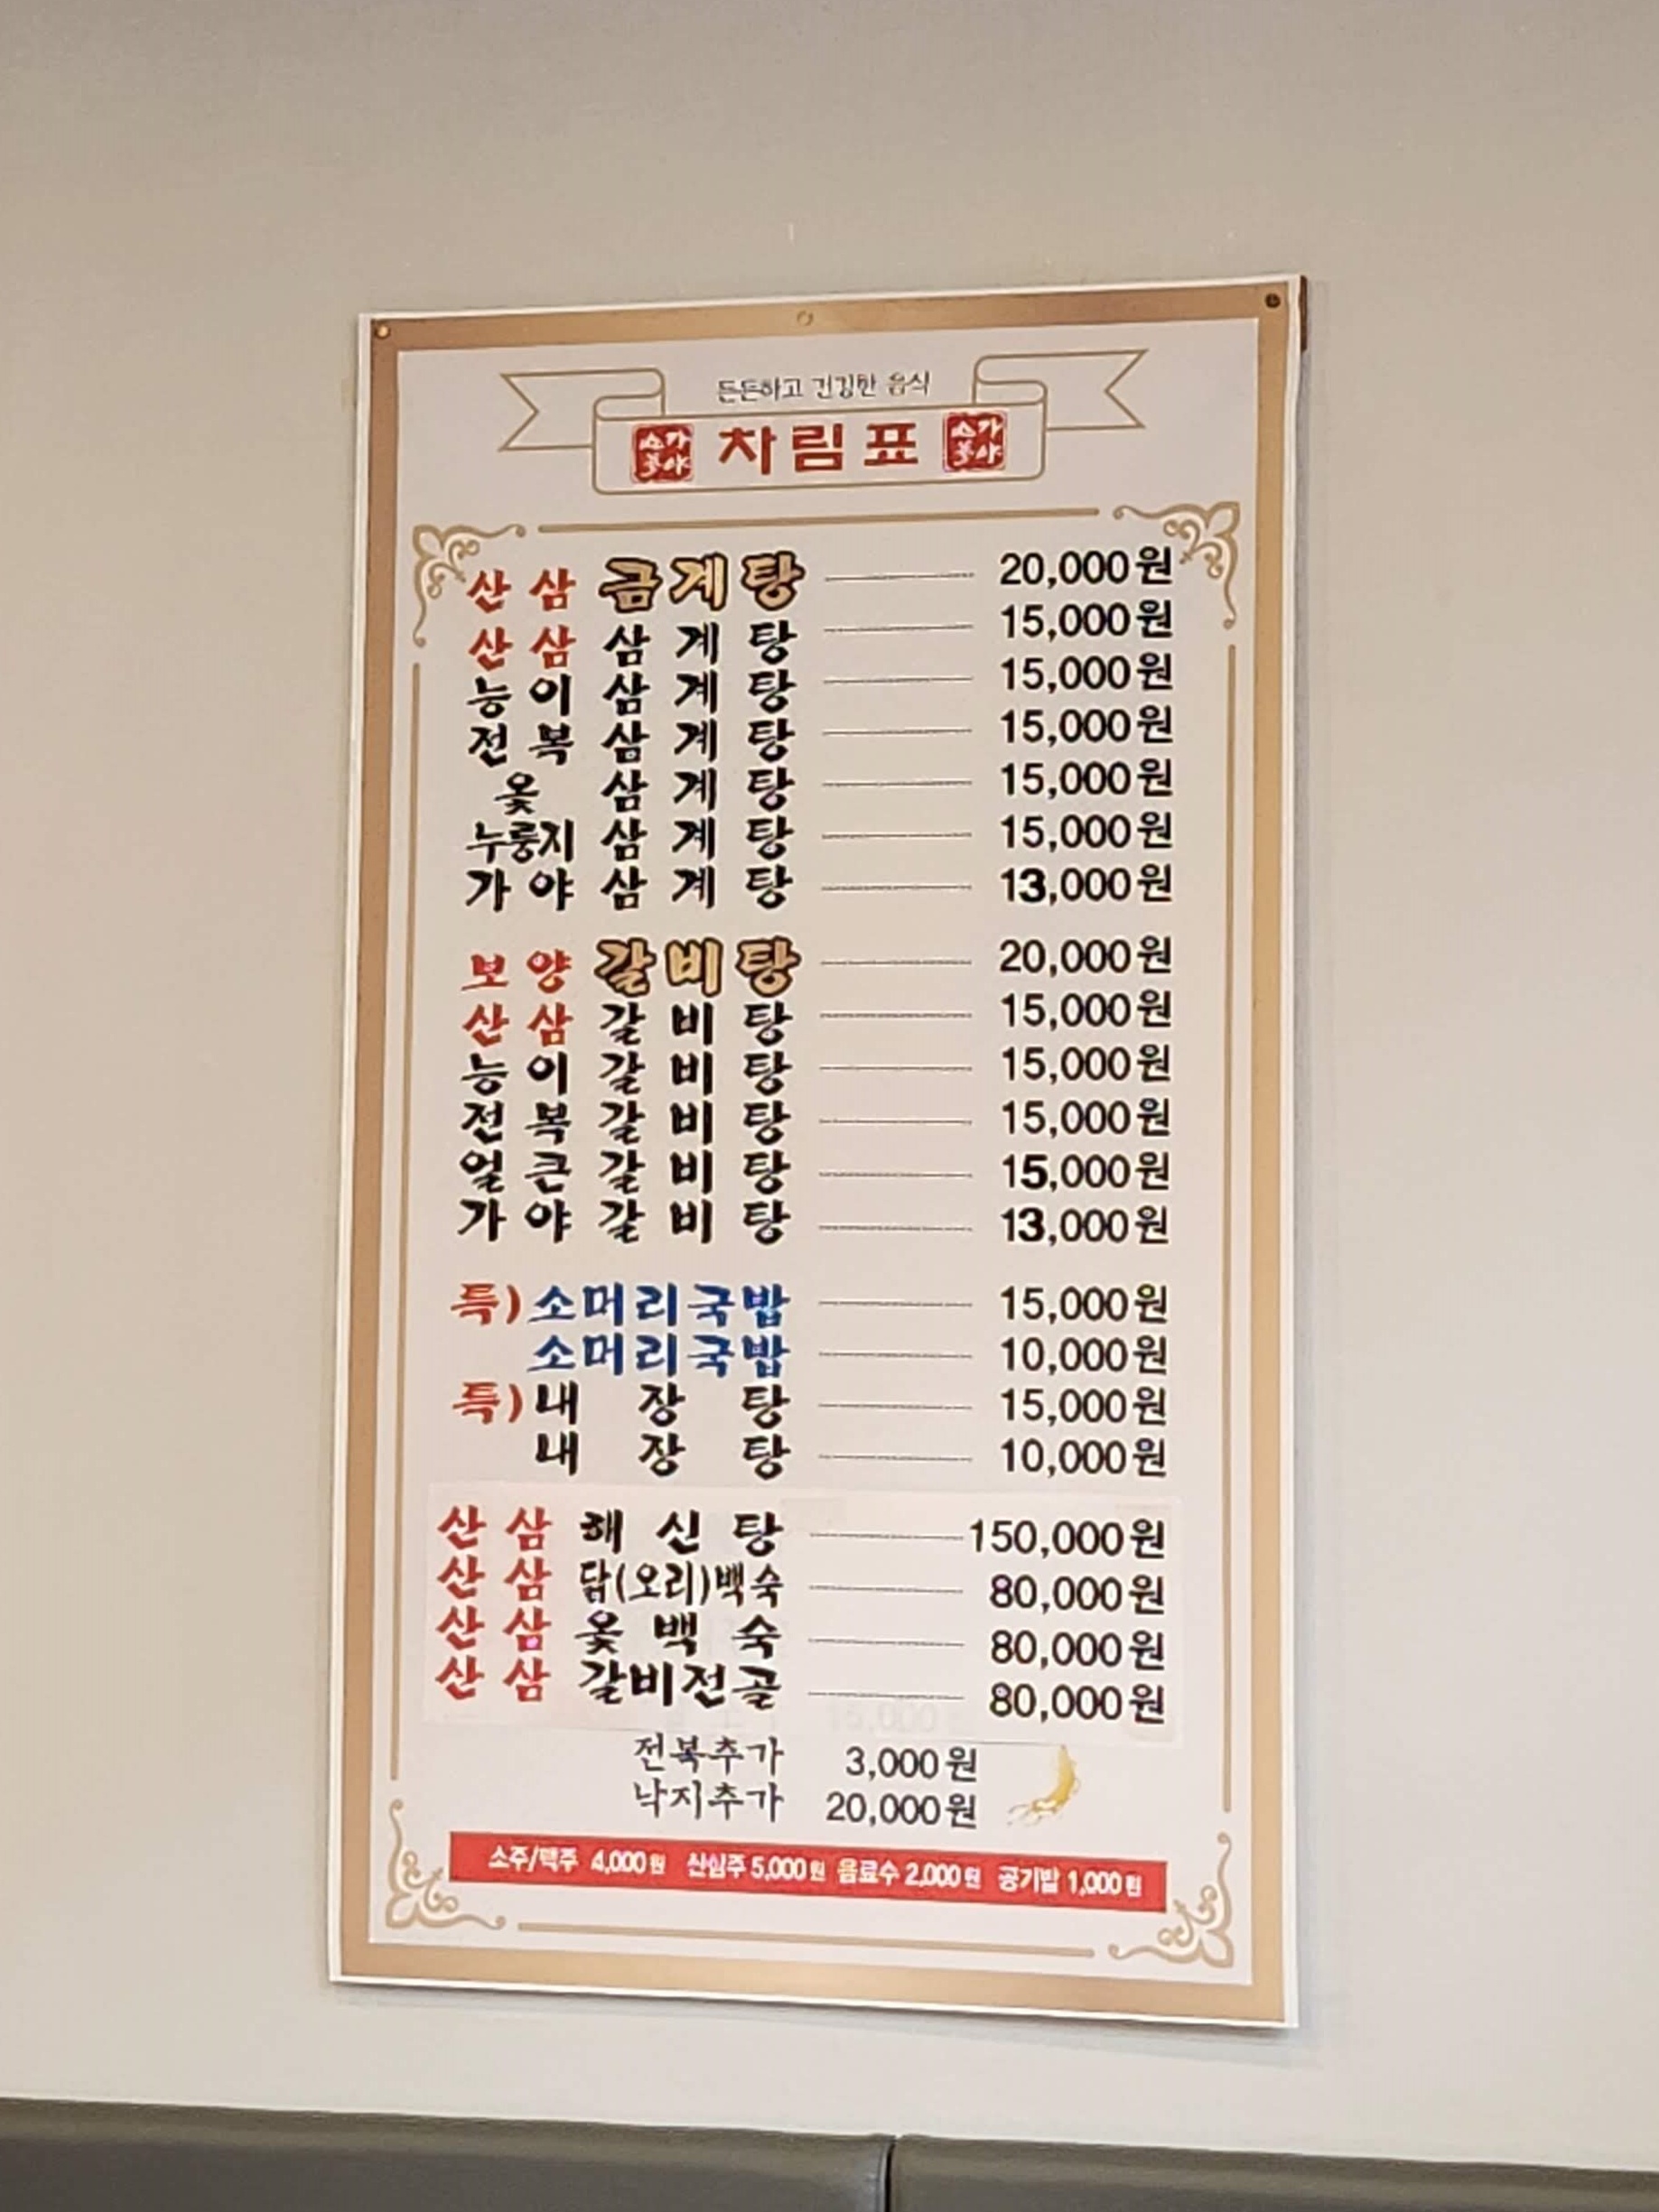 든든하고 건강한 음식
차림표
산삼 금계탕 20,000원
산삼 삼계탕 15,000원
능이 삼계탕 15,000원
전복 삼계탕 15,000원
옻 삼계탕 15,000원
누룽지 삼계탕 15,000원
가야 삼계탕 13,000원
보양 갈비탕 20,000원
산삼 갈비탕 15,000원
능이 갈비탕 15,000원
전복 갈비탕 15,000원
얼큰 갈비탕 15,000원
가야 갈비탕 13,000원
특) 소머리국밥 15,000원
소머리국밥 10,000원
특) 내장탕 15,000원
내장탕 10,000원
산삼 해신탕 150,000원
산삼 닭(오리)백숙 80,000원
산삼 옻백숙 80,000원
산삼 갈비전골 80,000원
전복추가 3,000원
낙지추가 20,000원
소주/맥주 4,000원 산삼주 5,000원 음료수 2,000원 공기밥 1,000원